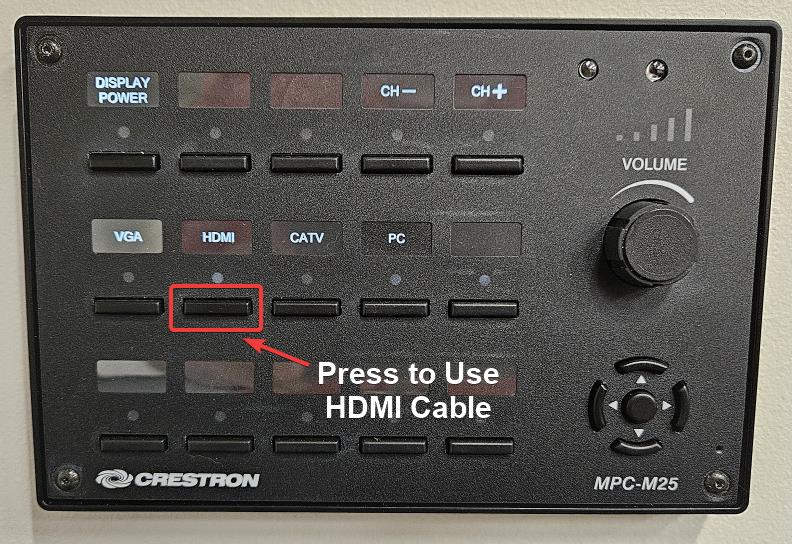 DISPLAY
POWER
CH−
CH+
VOLUME
VGA
HDMI
CATV
PC
Press to Use
HDMI Cable
CRESTRON
MPC-M25